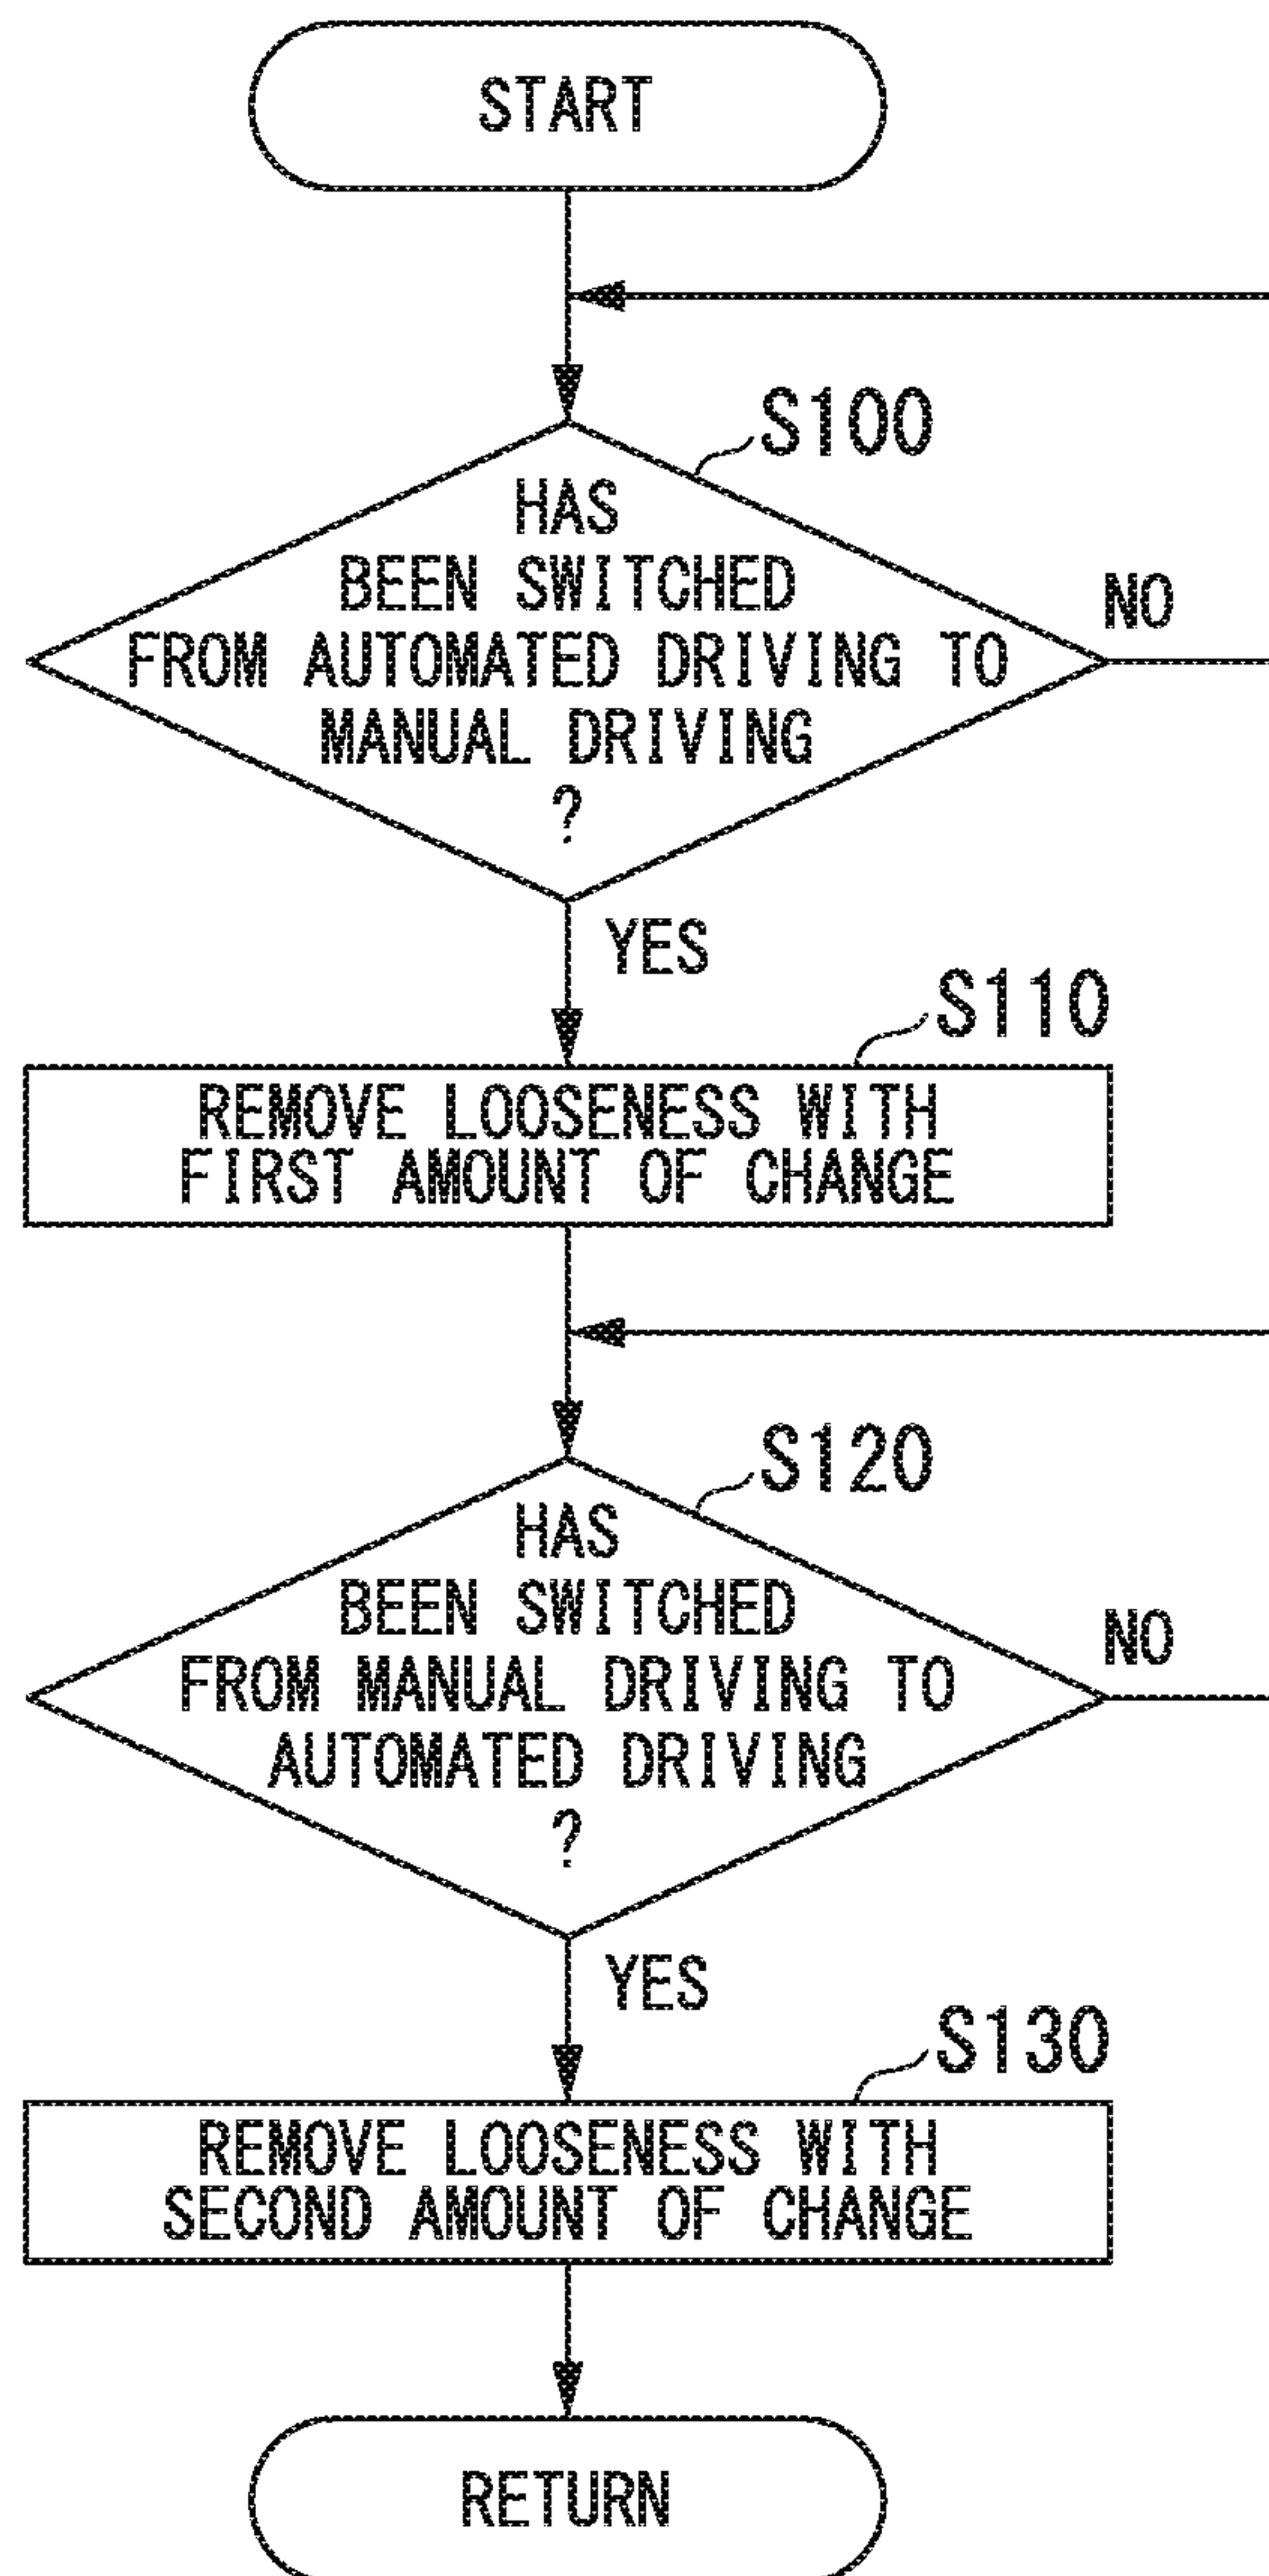 START
S100
HAS
BEEN SWITCHED
FROM AUTOMATED DRIVING TO
MANUAL DRIVING
?
NO
YES
S110
REMOVE LOOSENESS WITH
FIRST AMOUNT OF CHANGE
S120
HAS
BEEN SWITCHED
FROM MANUAL DRIVING TO
AUTOMATED DRIVING
?
NO
YES
S130
REMOVE LOOSENESS WITH
SECOND AMOUNT OF CHANGE
RETURN